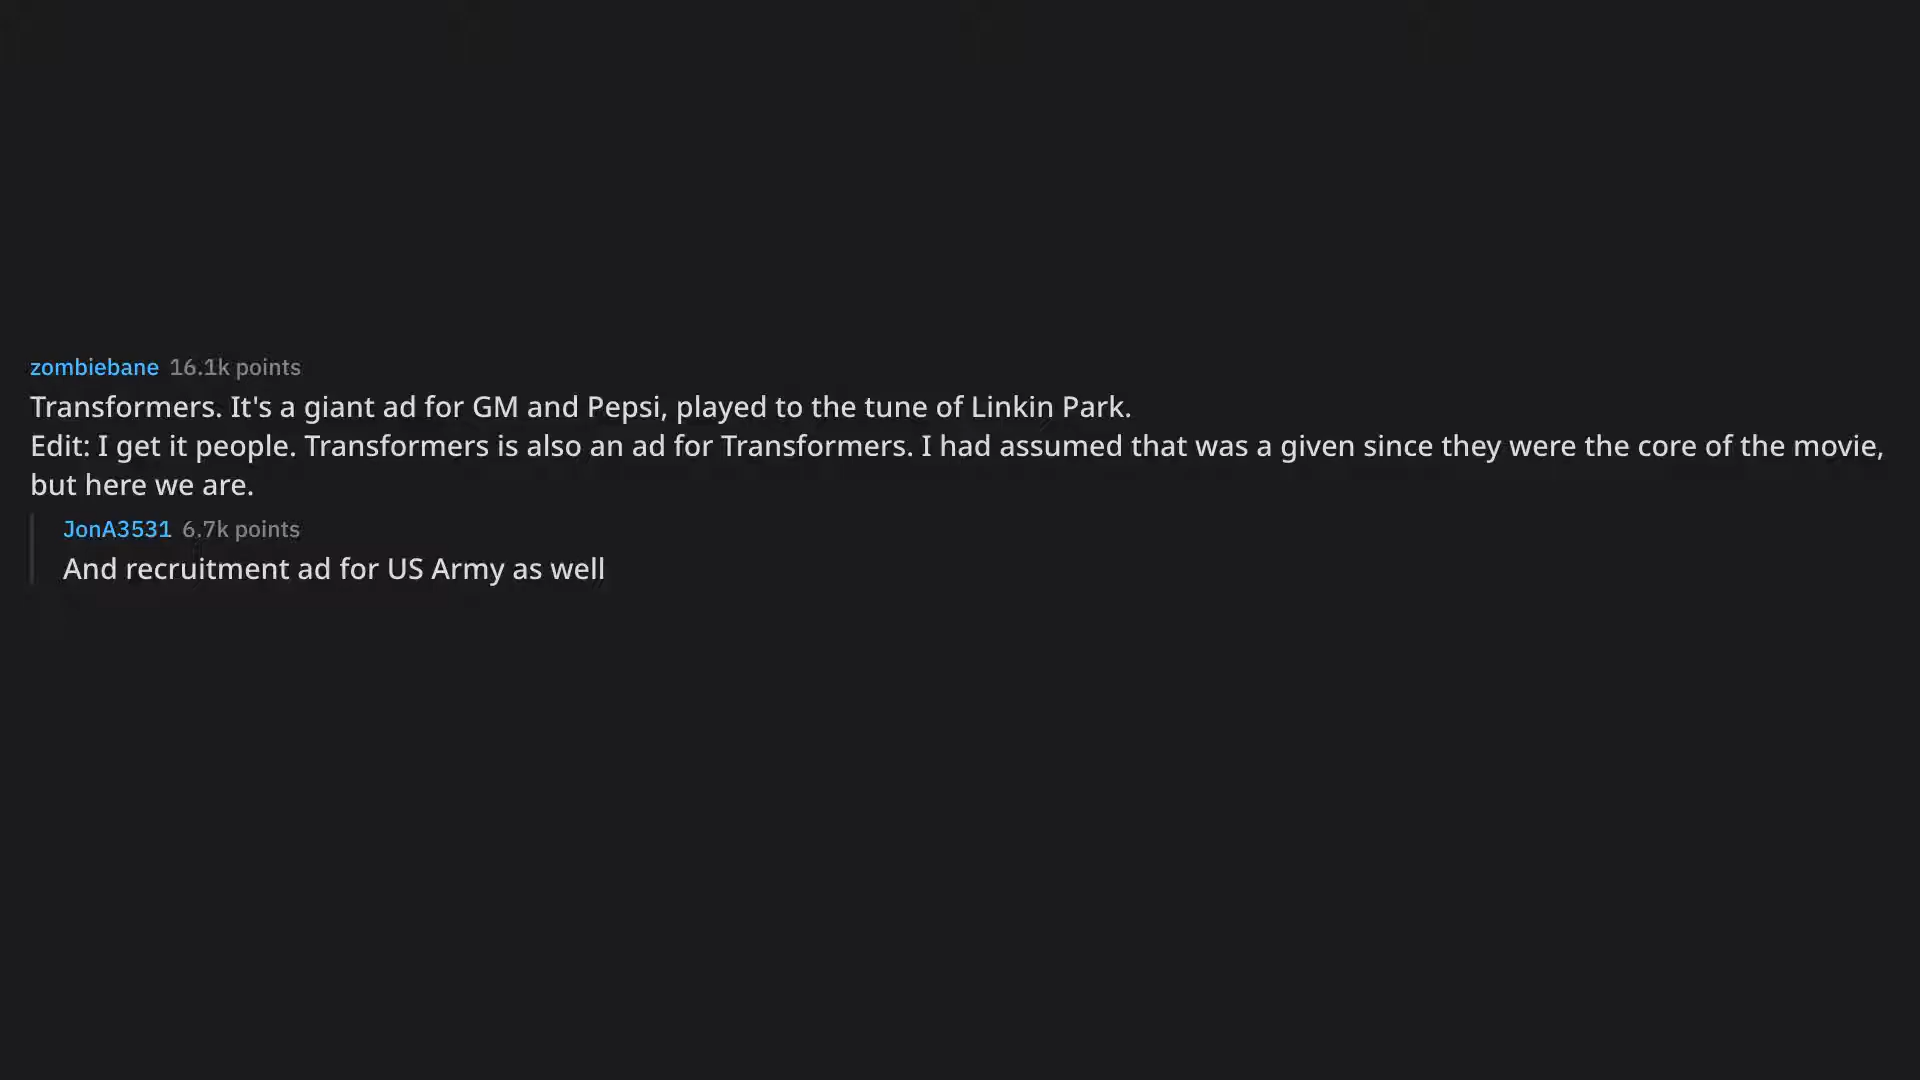 zombiebane 16.1k points
Transformers. It's a giant ad for GM and Pepsi, played to the tune of Linkin Park.
Edit: I get it people. Transformers is also an ad for Transformers. I had assumed that was a given since they were the core of the movie,
but here we are.
JonA3531 6.7k points
And recruitment ad for US Army as well